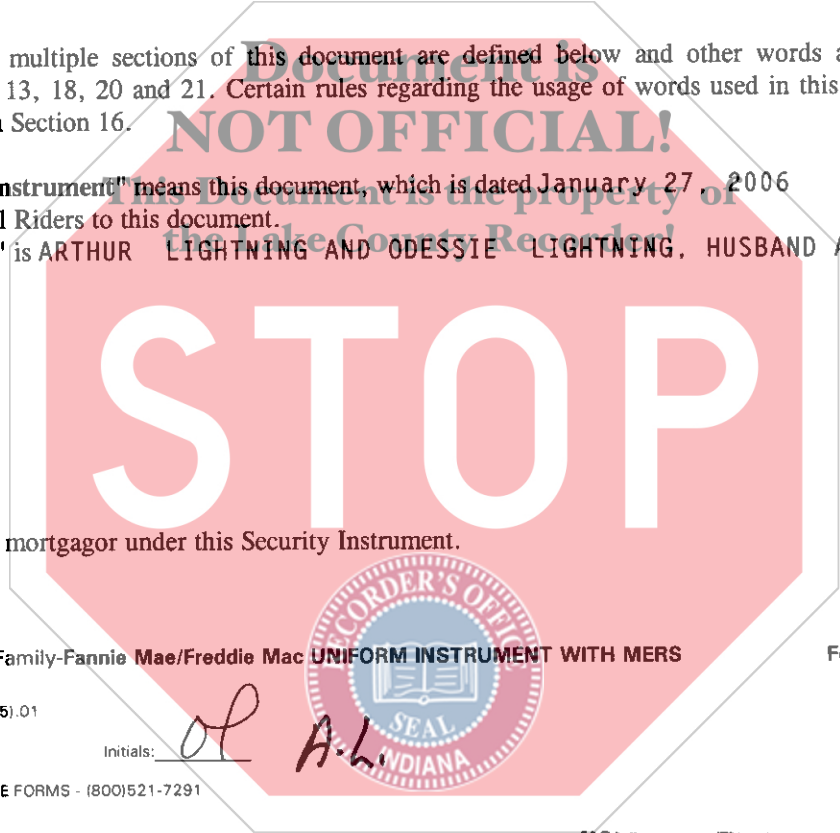 multiple sections of this document are defined below and other words a
Document is
13, 18, 20 and 21. Certain rules regarding the usage of words used in this
Section 16.
NOT OFFICIAL!
nstrument" means this document, which is dated January 27, 2006
This Document is the property of
l Riders to this document.
the Lake County Recorder!
" is ARTHUR LIGHTNING AND ODESSIE LIGHTNING, HUSBAND A
STOP
mortgagor under this Security Instrument.
RECORDER'S OFFICE
Family-Fannie Mae/Freddie Mac UNIFORM INSTRUMENT WITH MERS F
5).01
SEAL
Initials: A.L.
INDIANA
E FORMS - (800)521-7291